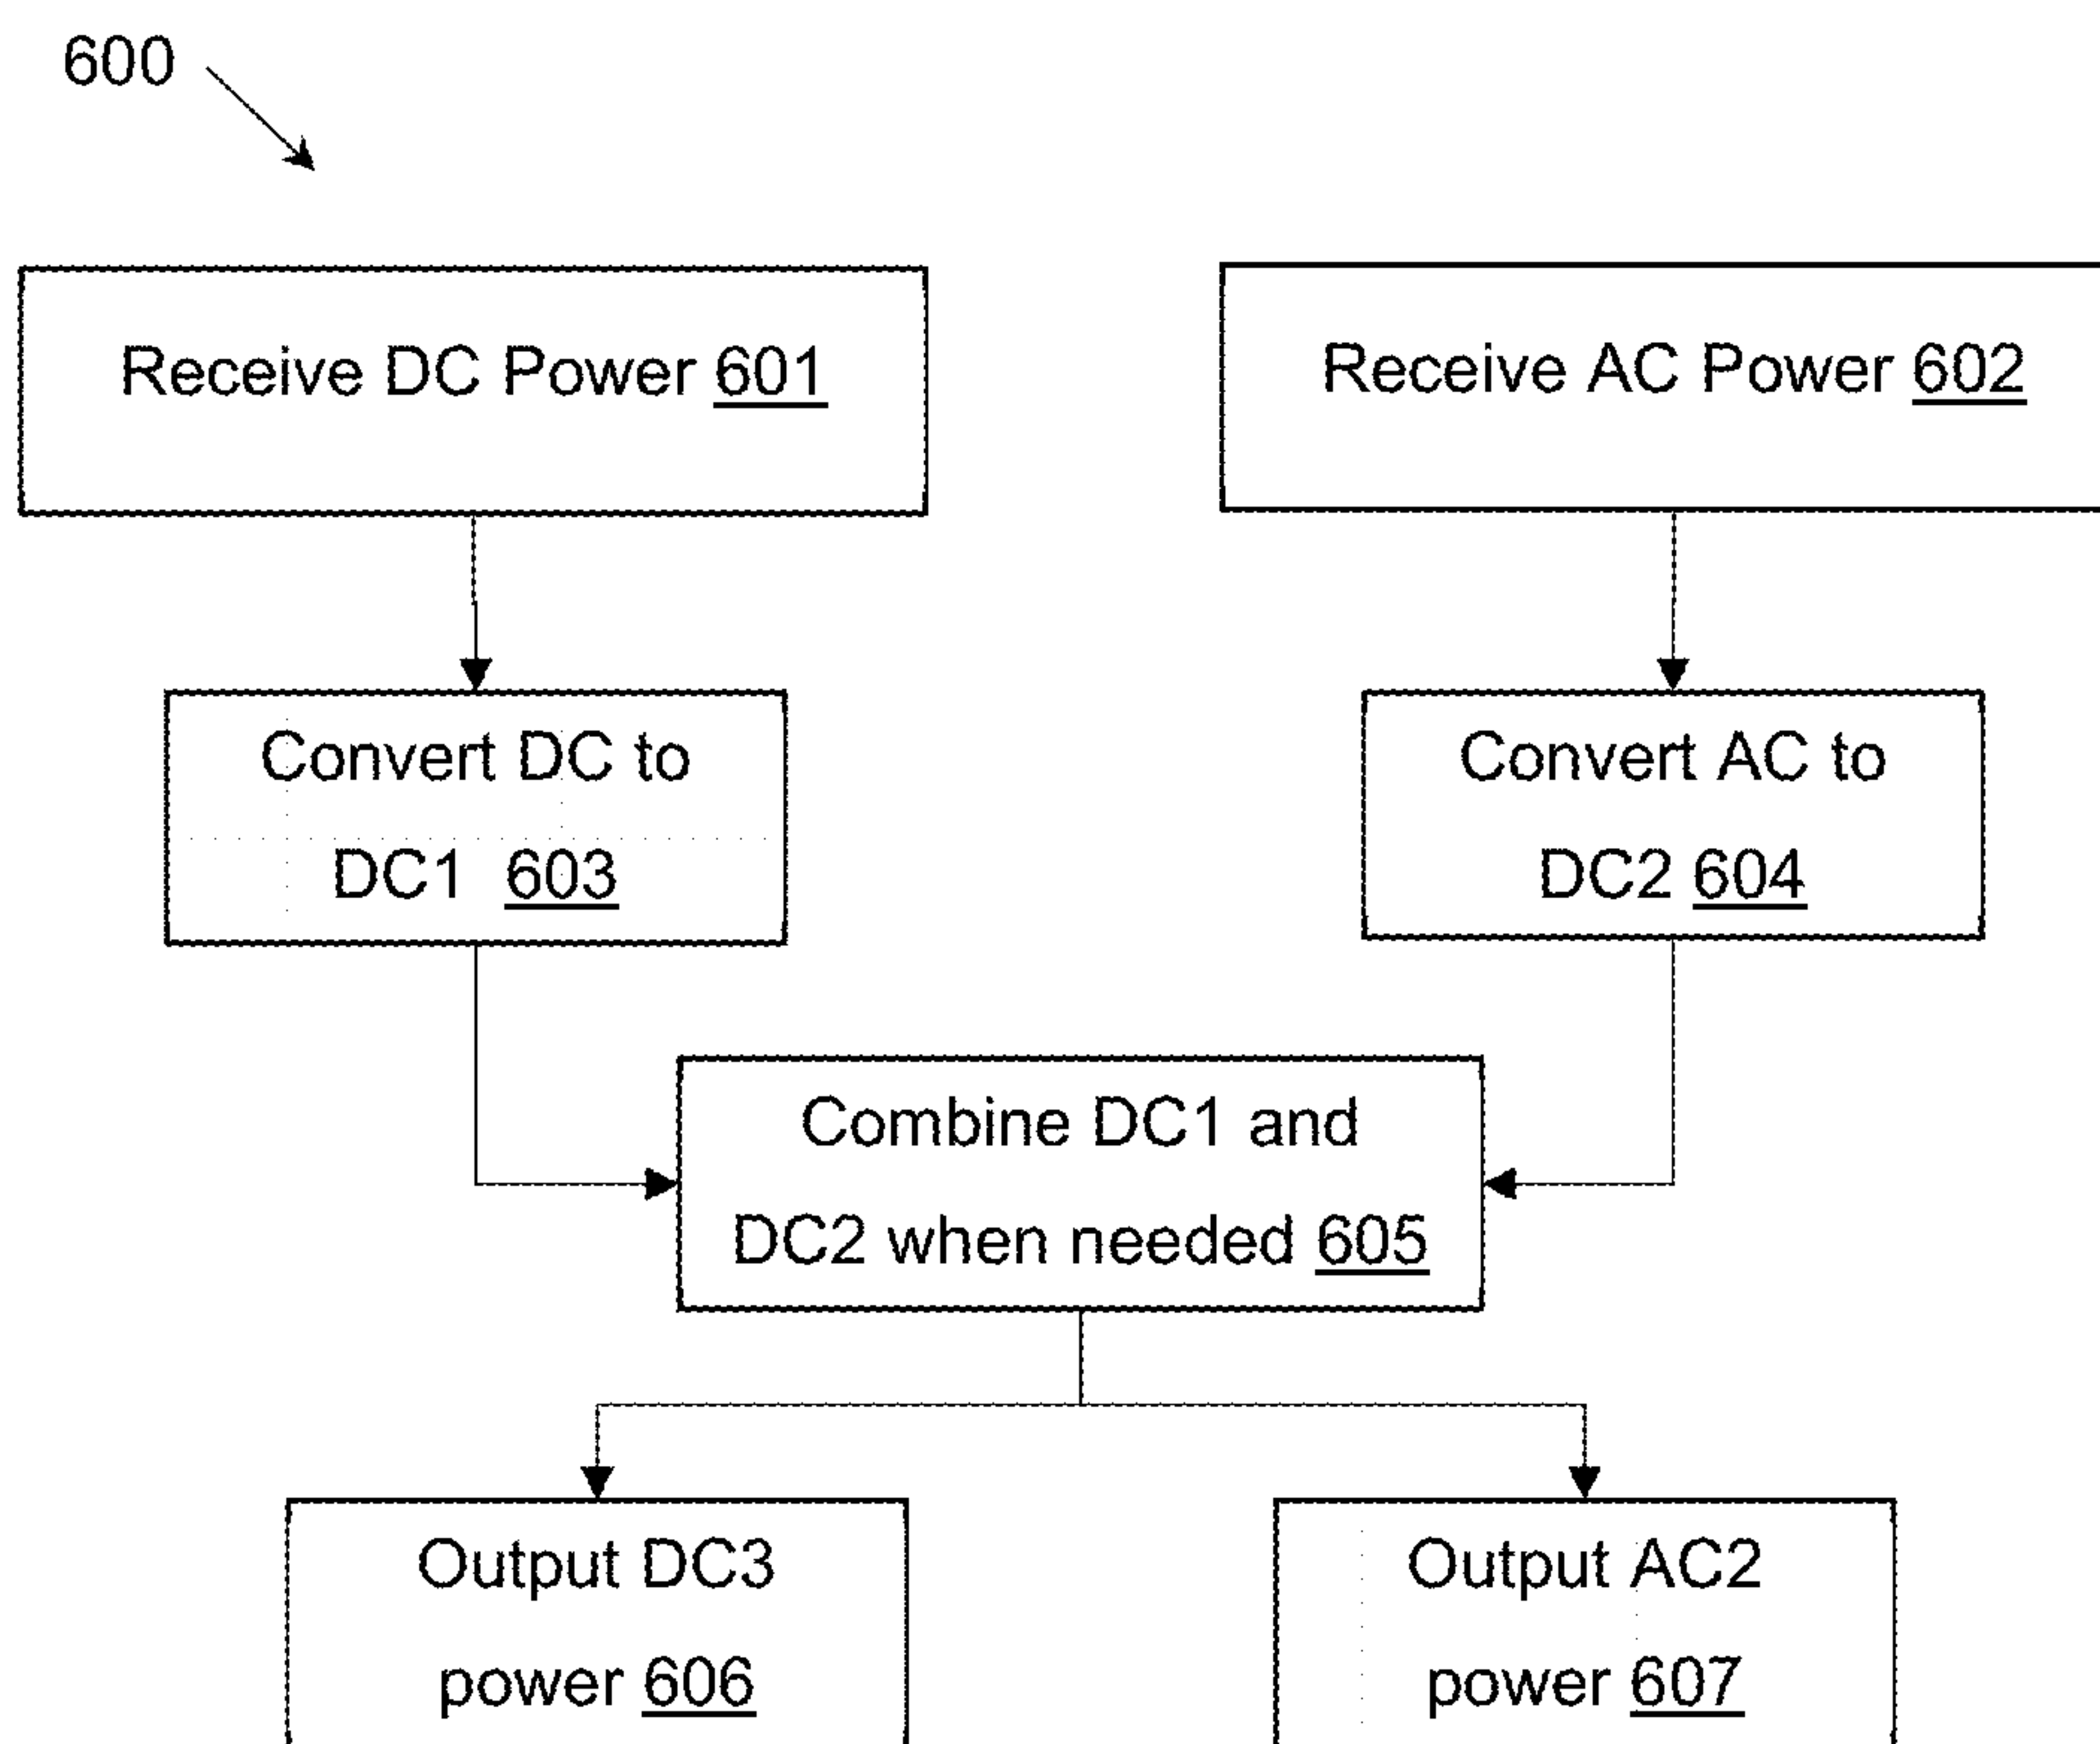 600
Receive DC Power 601
Receive AC Power 602
Convert DC to
DC1 603
Convert AC to
DC2 604
Combine DC1 and
DC2 when needed 605
Output DC3
power 606
Output AC2
power 607